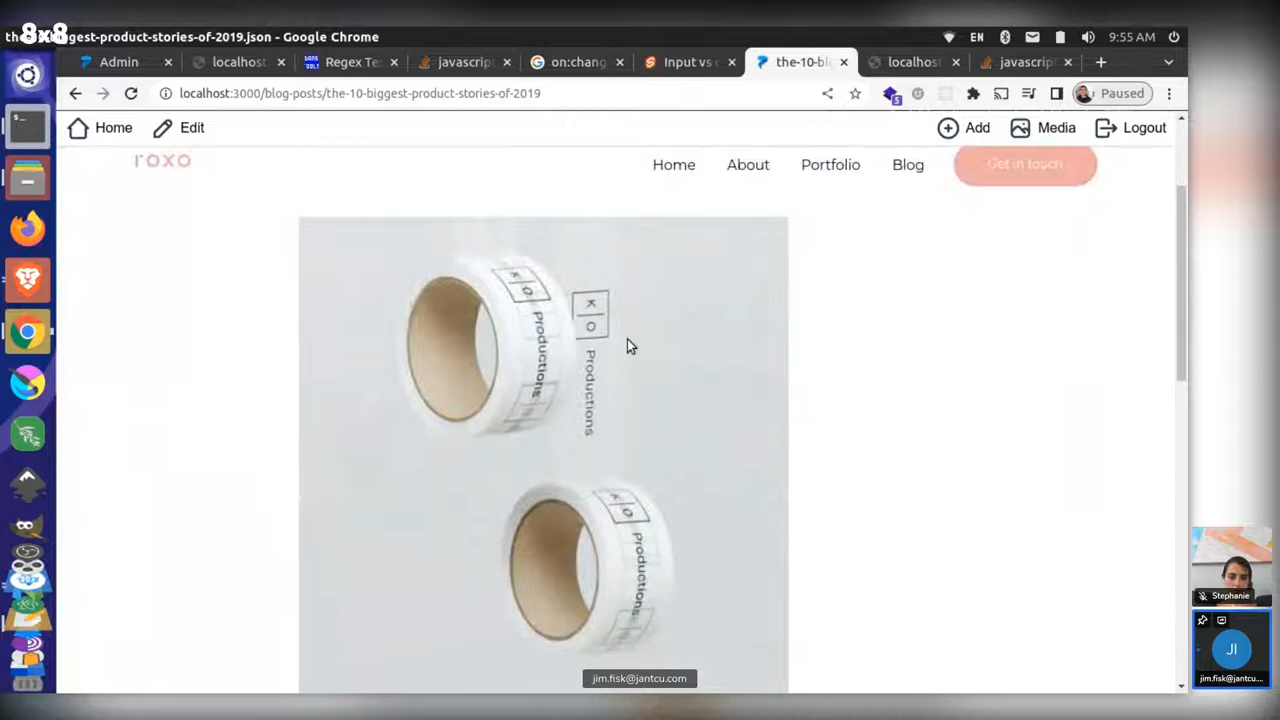 8x8
biggest-product-stories-of-2019.json - Google Chrome
EN
9:55 AM
Admin
localhost:
Regex Te
javascript
on:chang
Input vs
the-10-bi
localhost
javascript
localhost:3000/blog-posts/the-10-biggest-product-stories-of-2019
Paused
Home
Edit
Add
Media
Logout
roxo
Home
About
Portfolio
Blog
Get in touch
K
O
Productions
K
O
Productions
K
O
Productions
Stephanie
JI
jim.fisk@jantcu....
jim.fisk@jantcu.com